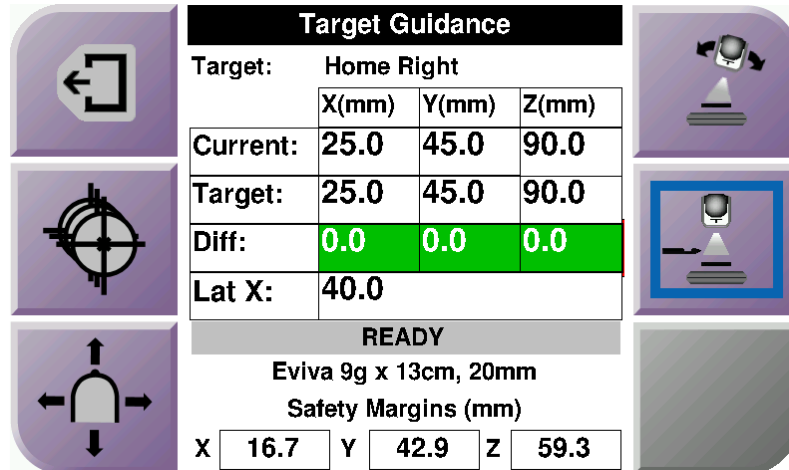 Target Guidance
Target: Home Right
X(mm) Y(mm) Z(mm)
Current: 25.0 45.0 90.0
Target: 25.0 45.0 90.0
Diff: 0.0 0.0 0.0
Lat X: 40.0
READY
Eviva 9g x 13cm, 20mm
Safety Margins (mm)
X 16.7 Y 42.9 Z 59.3